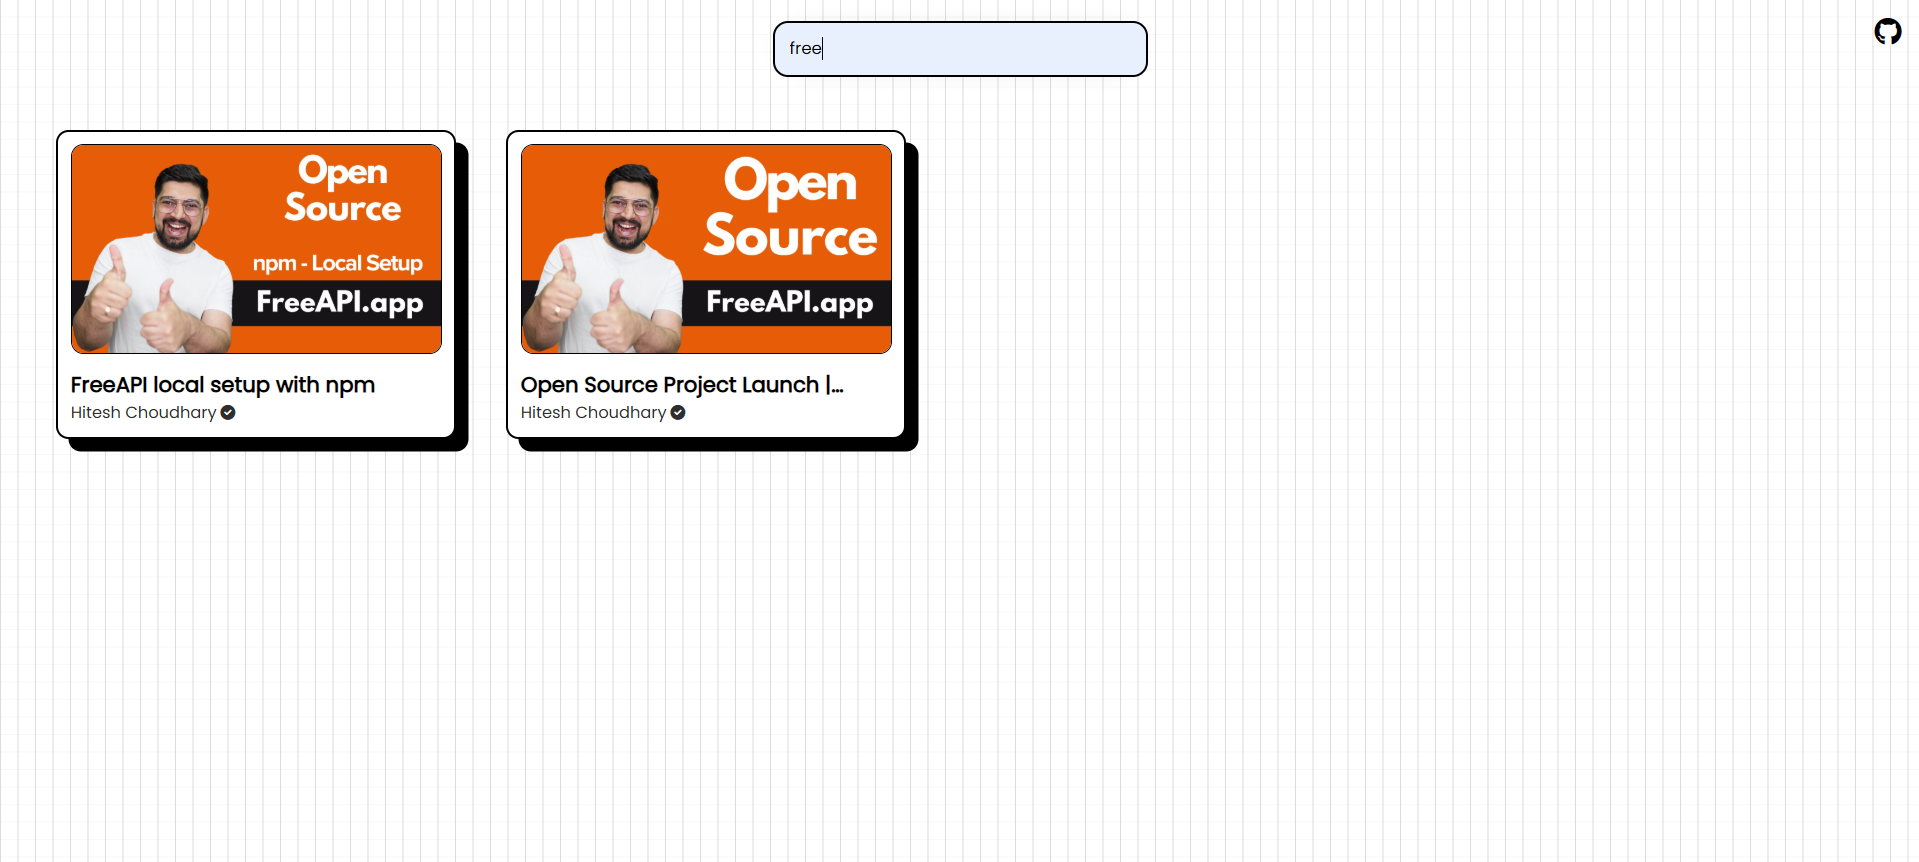 free
Open
Source
npm - Local Setup
FreeAPI.app
FreeAPI local setup with npm
Hitesh Choudhary
Open
Source
FreeAPI.app
Open Source Project Launch |...
Hitesh Choudhary